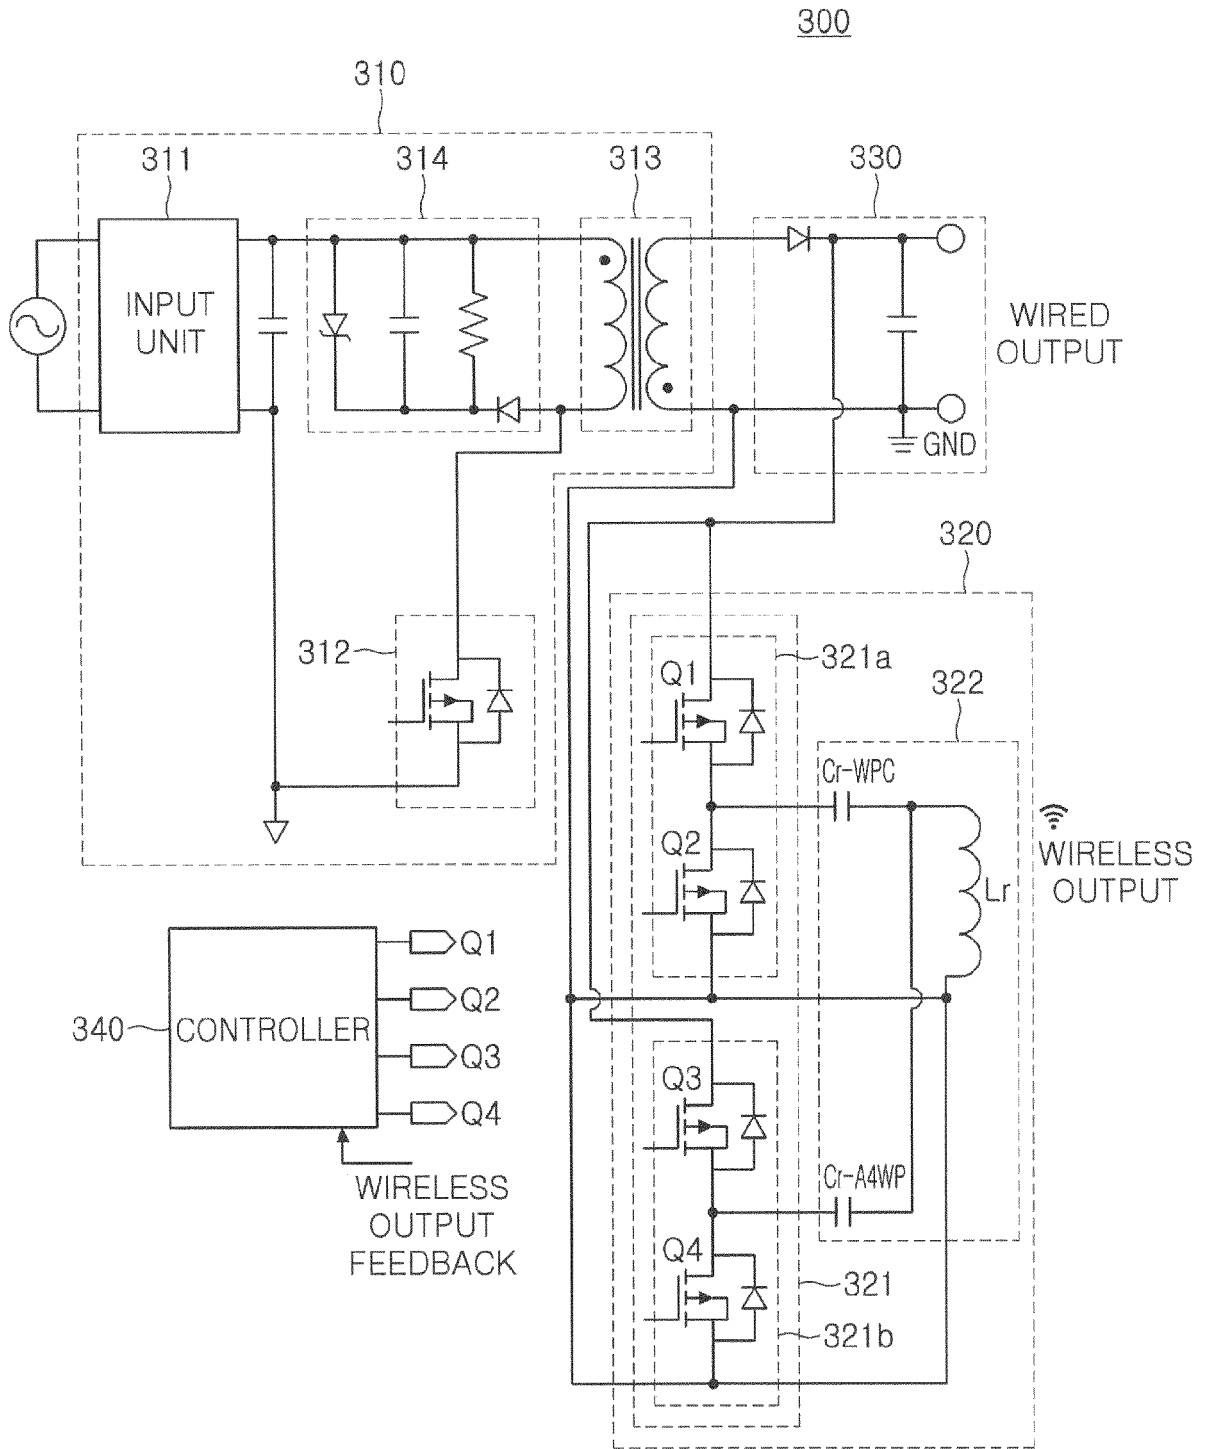 300
310
311
314
313
330
INPUT
UNIT
WIRED
OUTPUT
GND
320
312
321a
Q1
322
Cr-WPC
Q2
WIRELESS
OUTPUT
Lr
Q1
Q2
340
CONTROLLER
Q3
Q4
Q3
WIRELESS
OUTPUT
FEEDBACK
Cr-A4WP
Q4
321
321b